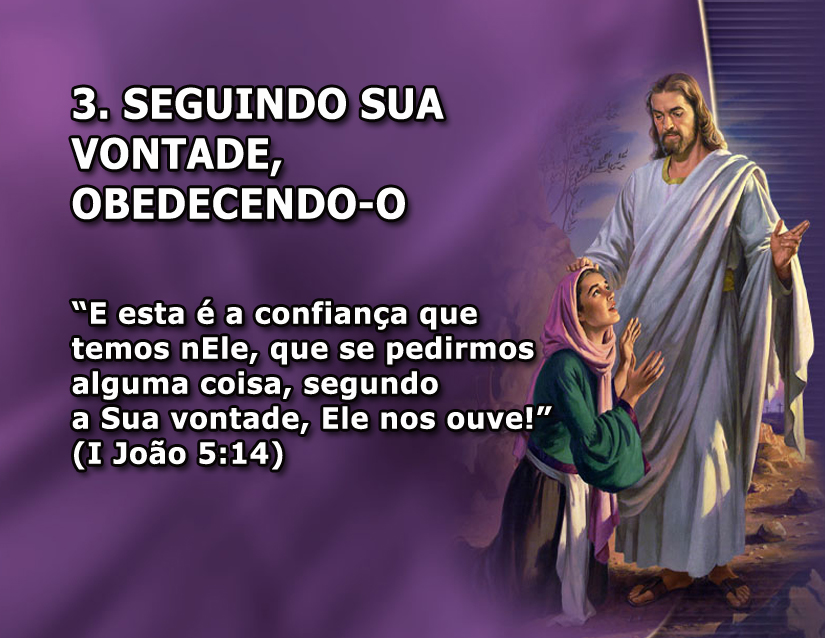 3. SEGUINDO SUA
VONTADE,
OBEDECENDO-O
“E esta é a confiança que
temos nEle, que se pedirmos
alguma coisa, segundo
a Sua vontade, Ele nos ouve!”
(I João 5:14)